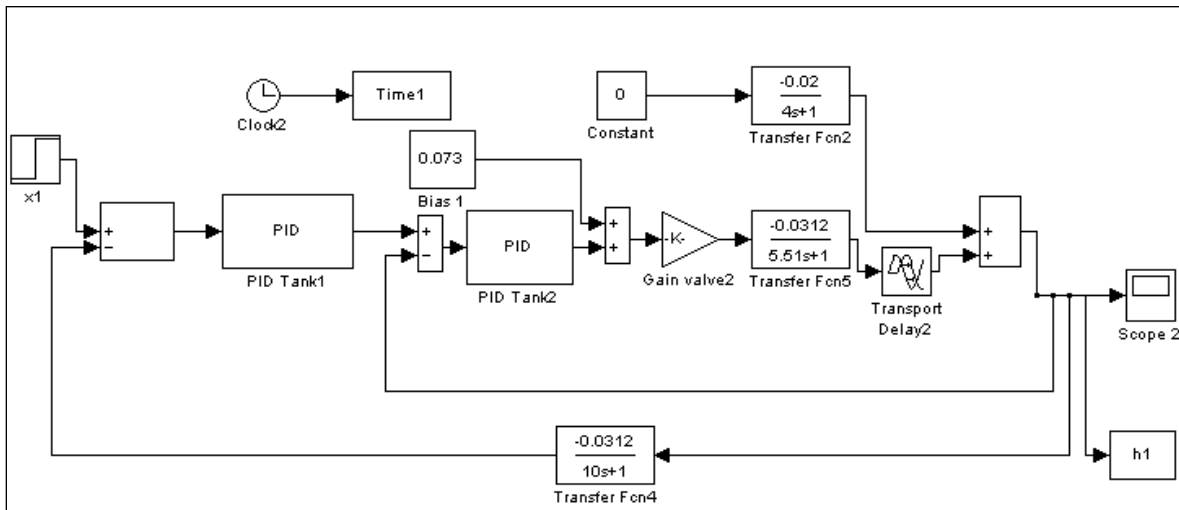 Time1
Clock2
0
Constant
-0.02
4s+1
Transfer Fcn2
x1
0.073
Bias 1
+
−
PID
PID Tank1
+
−
PID
PID Tank2
+
+
-K-
Gain valve2
-0.0312
5.51s+1
Transfer Fcn5
Transport
Delay2
+
+
Scope 2
-0.0312
10s+1
Transfer Fcn4
h1